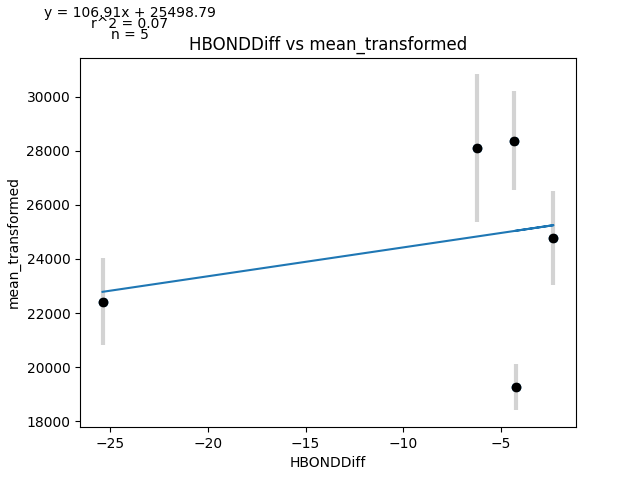 y = 106.91x + 25498.79
r^2 = 0.07
n = 5
HBONDDiff vs mean_transformed
mean_transformed
30000
28000
26000
24000
22000
20000
18000
−25
−20
−15
−10
−5
HBONDDiff